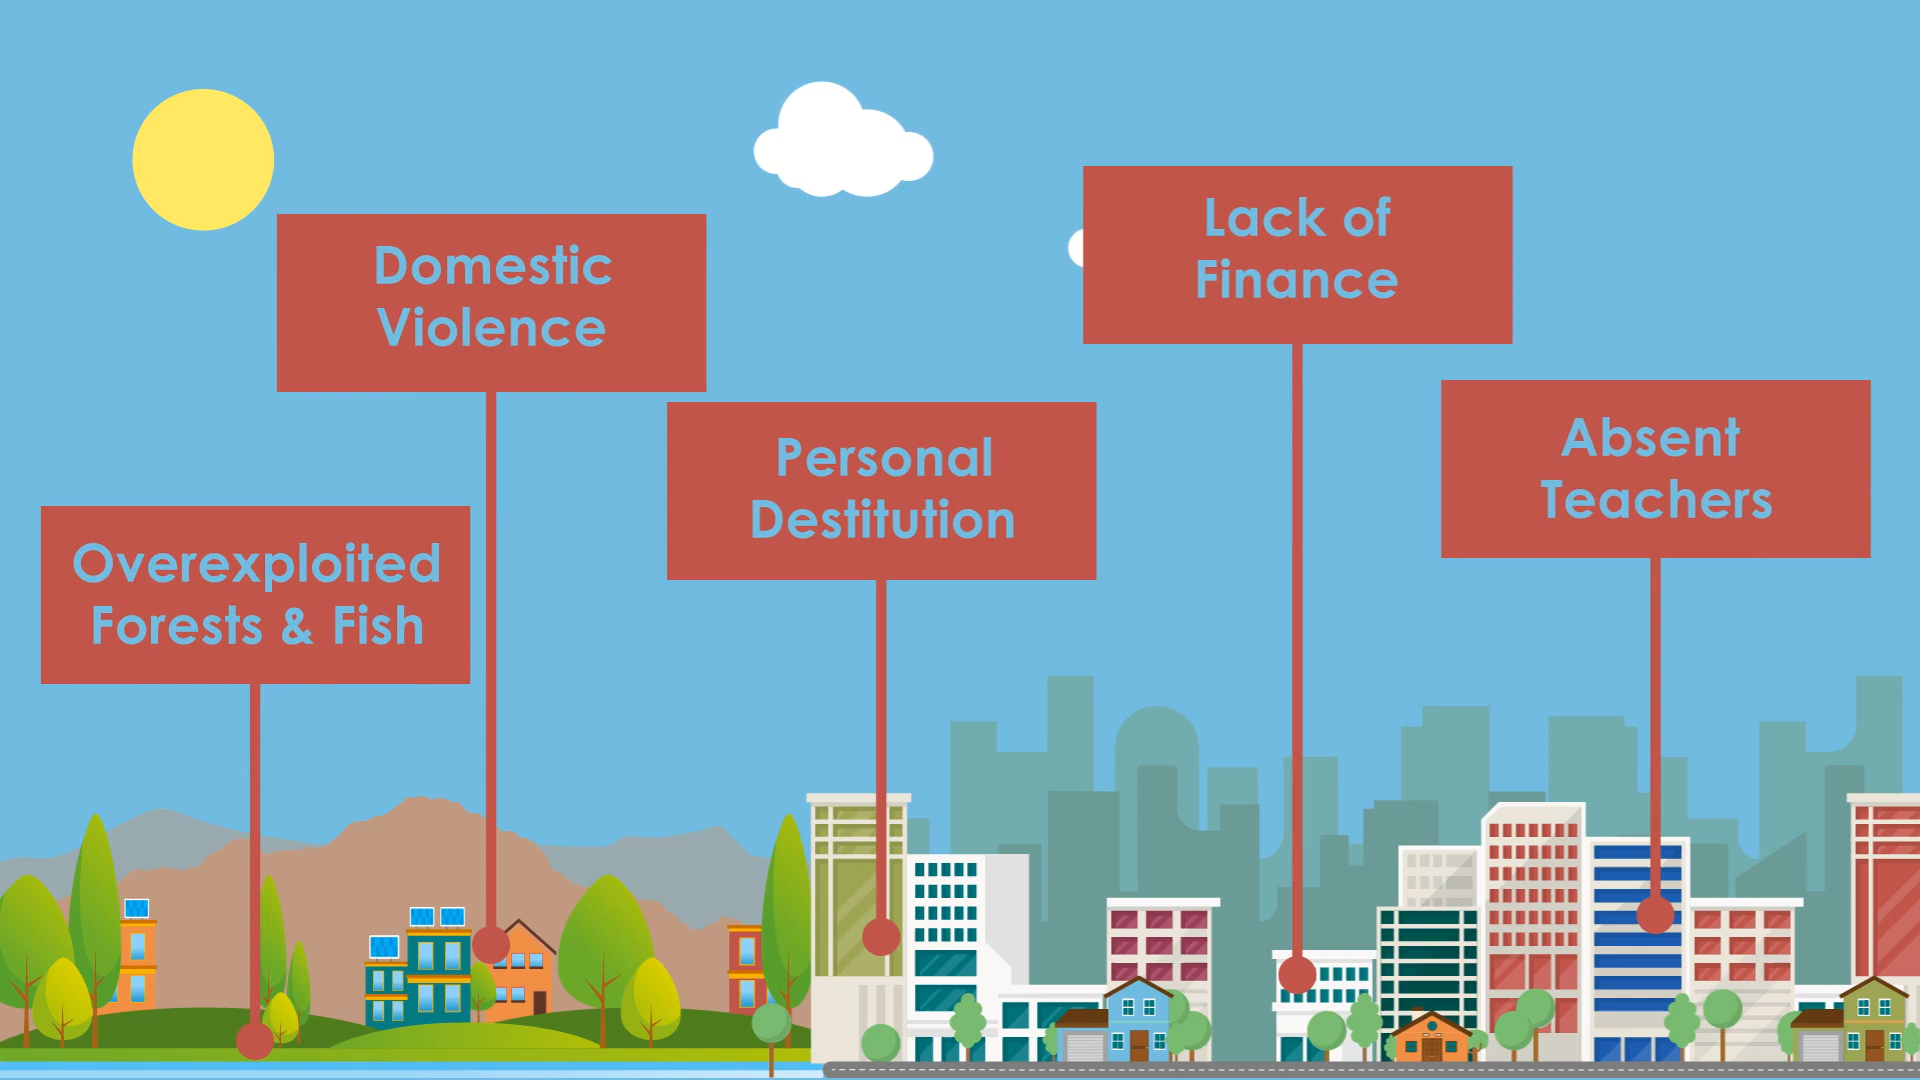 Domestic
Violence
Lack of
Finance
Personal
Destitution
Absent
Teachers
Overexploited
Forests & Fish